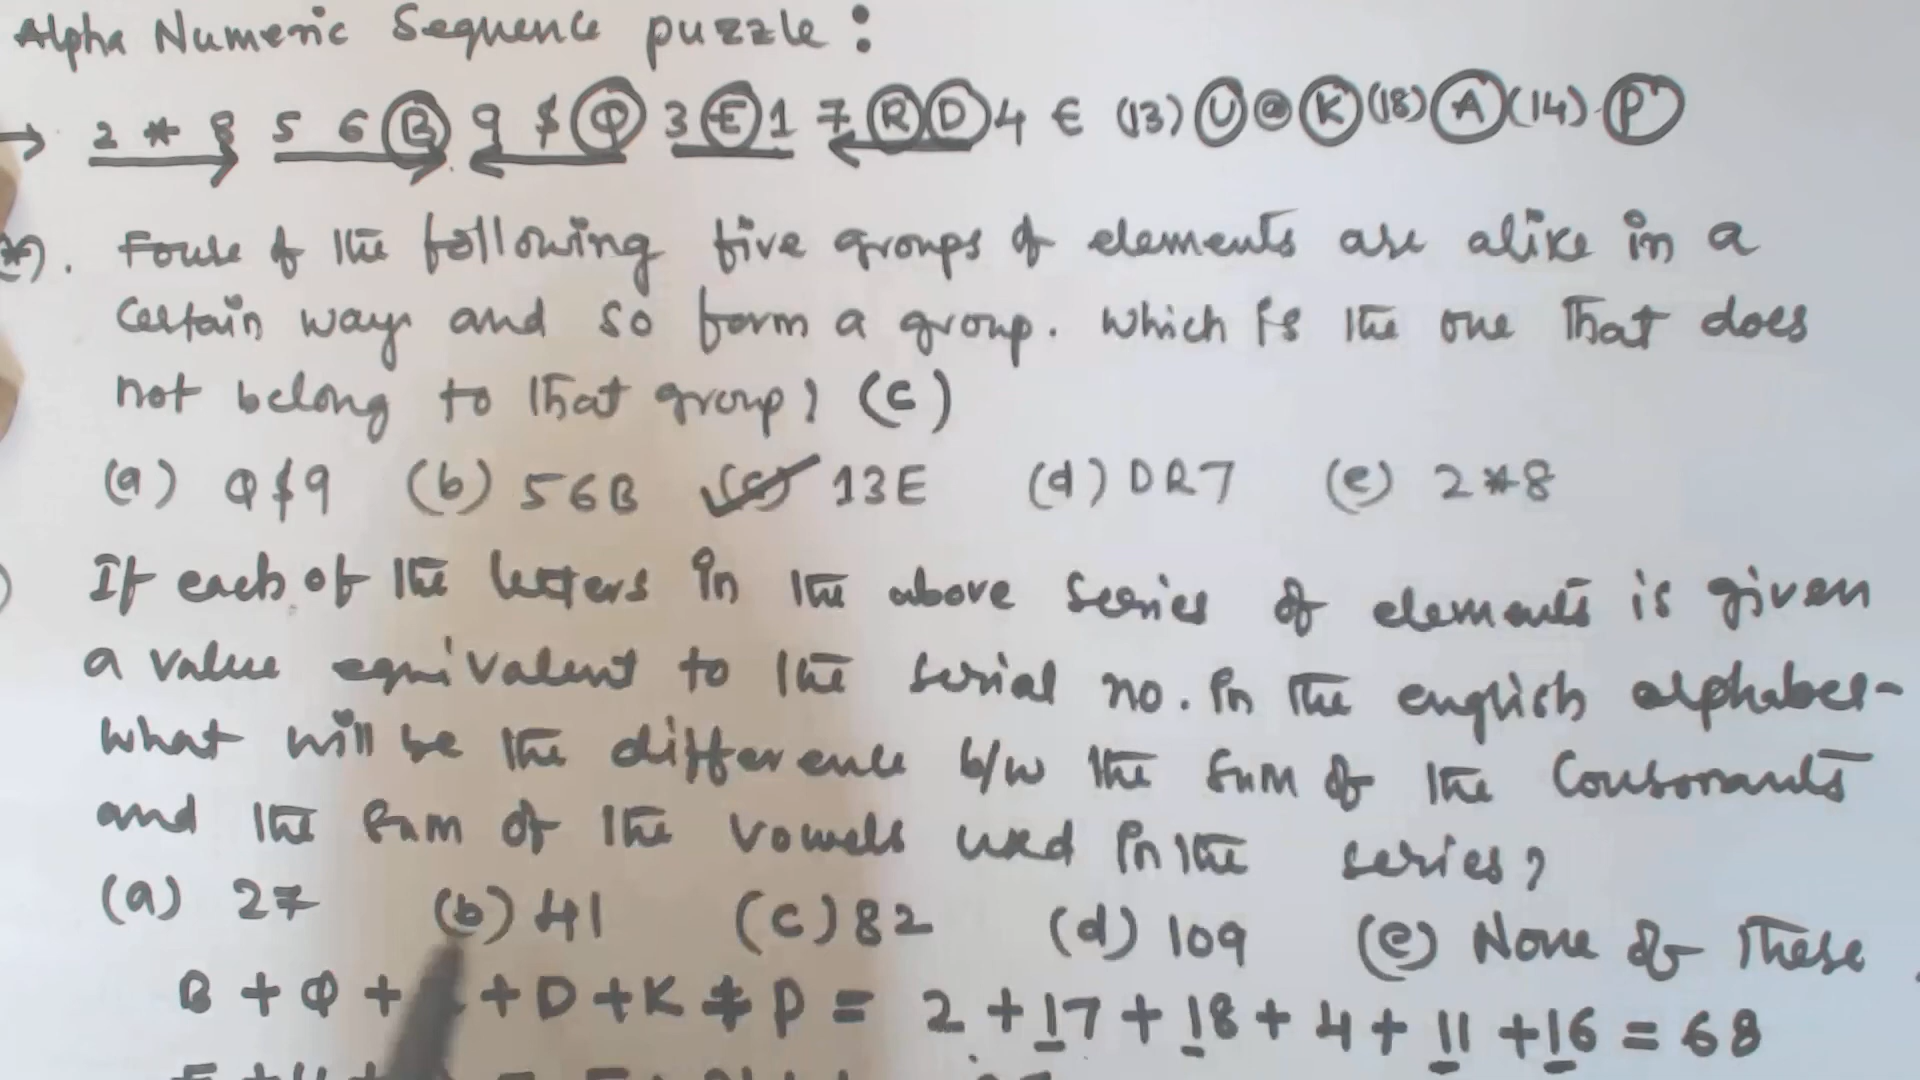 Alpha Numeric Sequence puzzle :
→ 2 * 8 5 6 B 9 $ Q 3 E 1 7 R D 4 € (13) U @ K (18) A (14) P
(*). Foure of the following five groups of elements are alike in a
Certain way and so form a group. Which is the one that does
not belong to that group? (C)
(a) Q$9 (b) 56B (c) 13E (d) DR7 (e) 2*8
If each of the letters in the above Series of elements is given
a value equivalent to the serial no. in the english alphabet-
what will be the difference b/w the Sum of the Consonants
and the Sum of the vowels used in the series?
(a) 27 (b) 41 (c) 82 (d) 109 (e) None of these.
B + Q + + D + K + P = 2 + 17 + 18 + 4 + 11 + 16 = 68